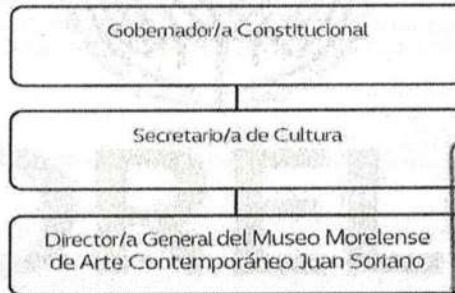 Gobernador/a Constitucional
Secretario/a de Cultura
Director/a General del Museo Morelense
de Arte Contemporáneo Juan Soriano